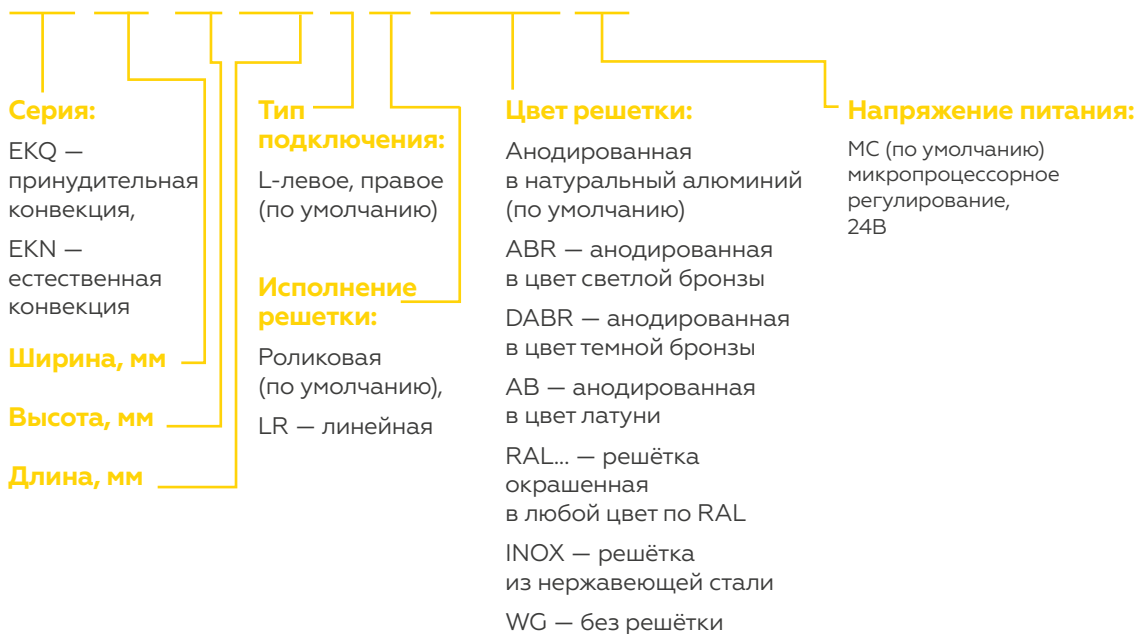 Серия:
EKQ —
принудительная
конвекция,
EKN —
естественная
конвекция
Ширина, мм
Высота, мм
Длина, мм
Тип
подключения:
L-левое, правое
(по умолчанию)
Исполнение
решетки:
Роликовая
(по умолчанию),
LR — линейная
Цвет решетки:
Анодированная
в натуральный алюминий
(по умолчанию)
ABR — анодированная
в цвет светлой бронзы
DABR — анодированная
в цвет темной бронзы
AB — анодированная
в цвет латуни
RAL... — решётка
окрашенная
в любой цвет по RAL
INOX — решётка
из нержавеющей стали
WG — без решётки
Напряжение питания:
МС (по умолчанию)
микропроцессорное
регулирование,
24В